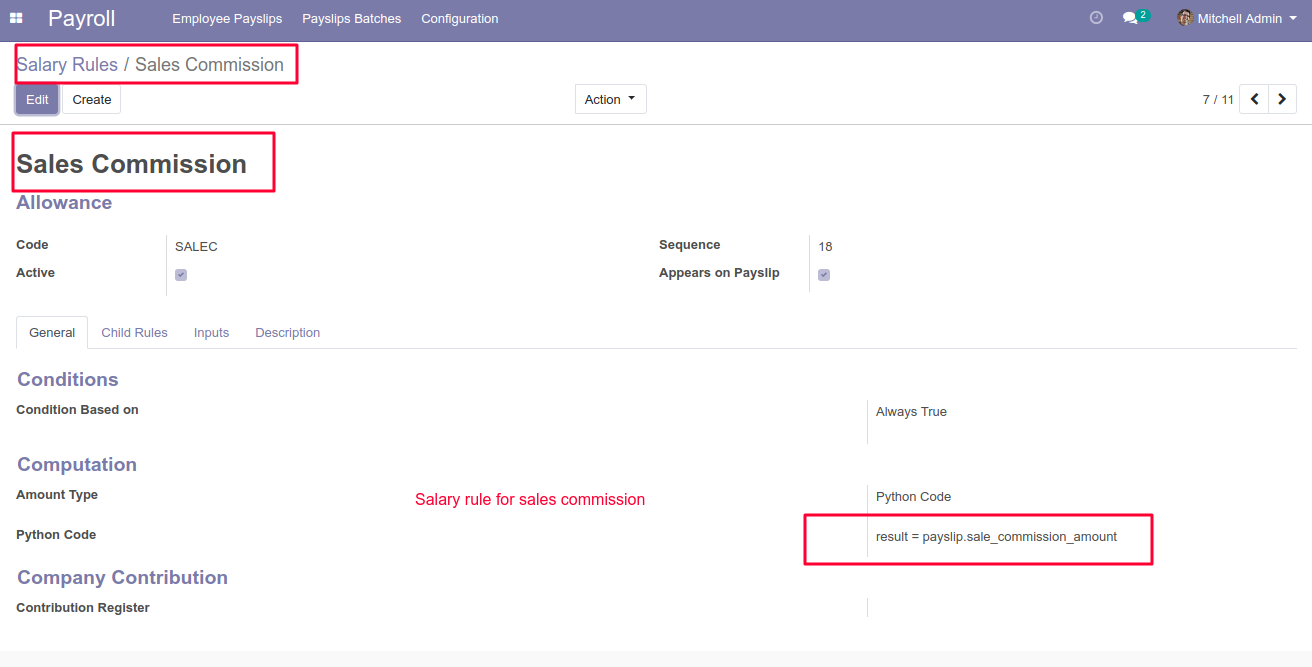 Payroll Employee Payslips Payslips Batches Configuration 2 Mitchell Admin
Salary Rules / Sales Commission
Edit Create Action 7 / 11
Sales Commission
Allowance
Code SALEC Sequence 18
Active Appears on Payslip
General Child Rules Inputs Description
Conditions
Condition Based on Always True
Computation
Amount Type Salary rule for sales commission Python Code
Python Code result = payslip.sale_commission_amount
Company Contribution
Contribution Register